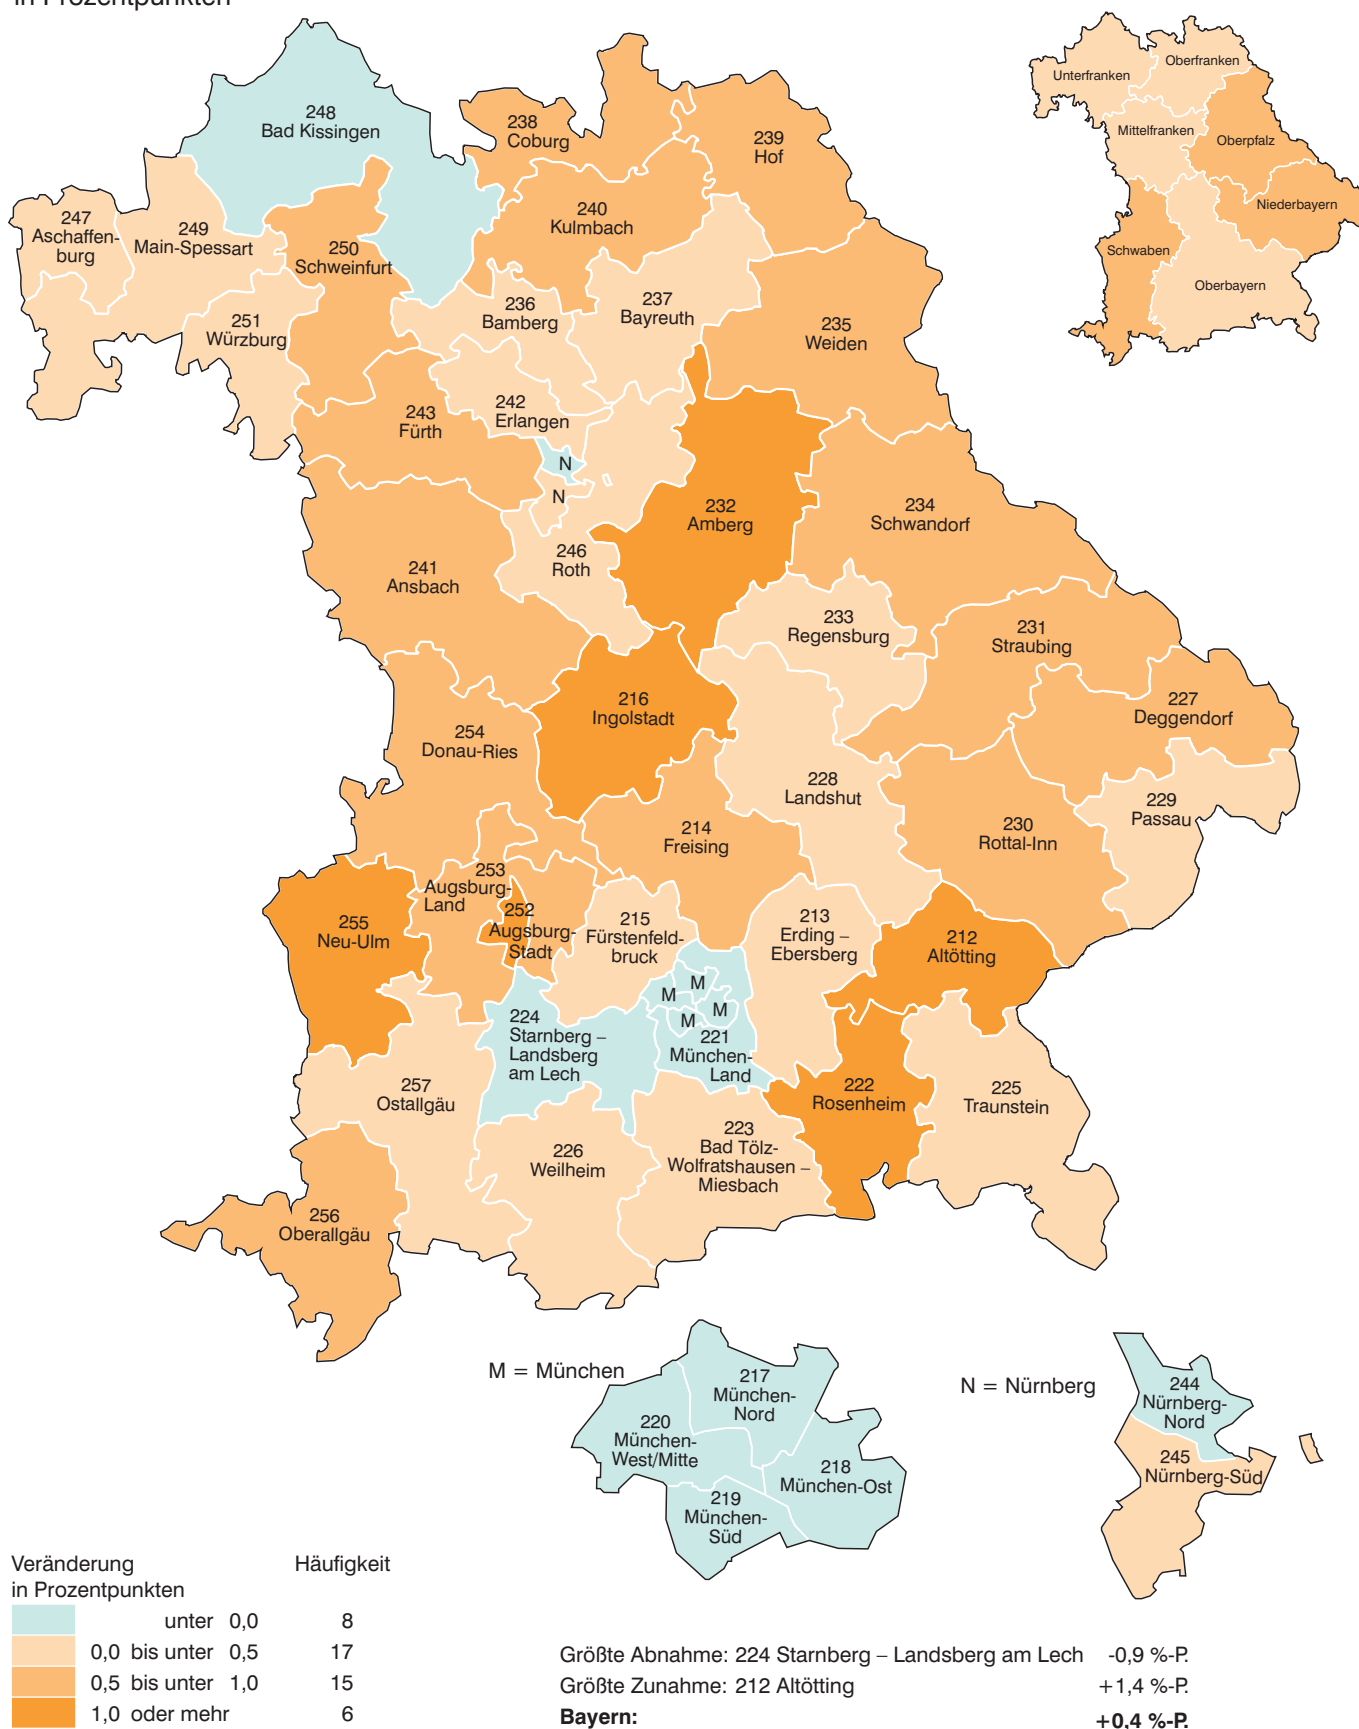 in Prozentpunkten
Unterfranken
Oberfranken
Mittelfranken
Oberpfalz
Niederbayern
Schwaben
Oberbayern
248
Bad Kissingen
238
Coburg
239
Hof
247
Aschaffen-
burg
249
Main-Spessart
250
Schweinfurt
240
Kulmbach
251
Würzburg
236
Bamberg
237
Bayreuth
235
Weiden
243
Fürth
242
Erlangen
N
N
232
Amberg
234
Schwandorf
241
Ansbach
246
Roth
233
Regensburg
231
Straubing
216
Ingolstadt
227
Deggendorf
254
Donau-Ries
228
Landshut
229
Passau
214
Freising
230
Rottal-Inn
253
Augsburg-
Land
252
Augsburg-
Stadt
255
Neu-Ulm
215
Fürstenfeld-
bruck
213
Erding –
Ebersberg
212
Altötting
M
M
M
M
224
Starnberg –
Landsberg
am Lech
221
München-
Land
257
Ostallgäu
222
Rosenheim
225
Traunstein
226
Weilheim
223
Bad Tölz-
Wolfratshausen –
Miesbach
256
Oberallgäu
M = München
217
München-
Nord
220
München-
West/Mitte
218
München-Ost
219
München-
Süd
N = Nürnberg
244
Nürnberg-
Nord
245
Nürnberg-Süd
Veränderung Häufigkeit
in Prozentpunkten
unter 0,0 8
0,0 bis unter 0,5 17
0,5 bis unter 1,0 15
1,0 oder mehr 6
Größte Abnahme: 224 Starnberg – Landsberg am Lech -0,9 %-P.
Größte Zunahme: 212 Altötting +1,4 %-P.
Bayern: +0,4 %-P.